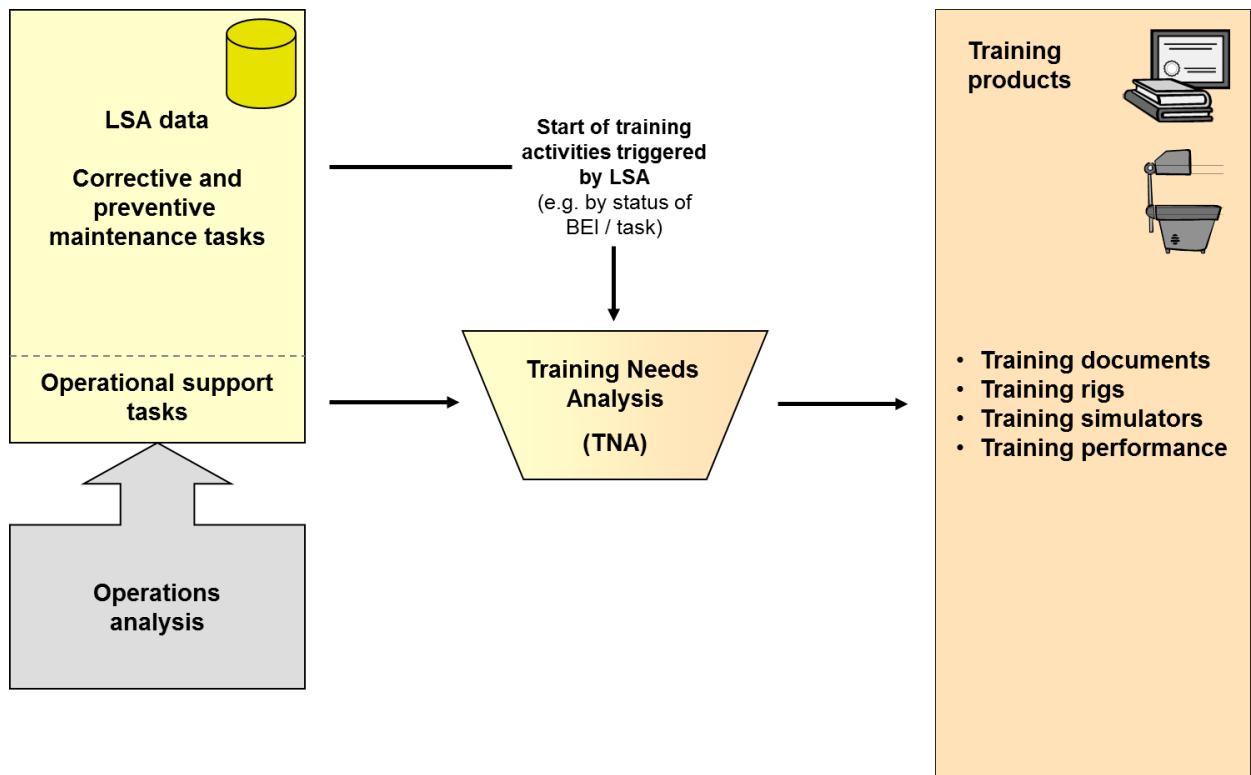 LSA data
Corrective and
preventive
maintenance tasks
Operational support
tasks
Operations
analysis
Start of training
activities triggered
by LSA
(e.g. by status of
BEI / task)
Training Needs
Analysis
(TNA)
Training
products
• Training documents
• Training rigs
• Training simulators
• Training performance